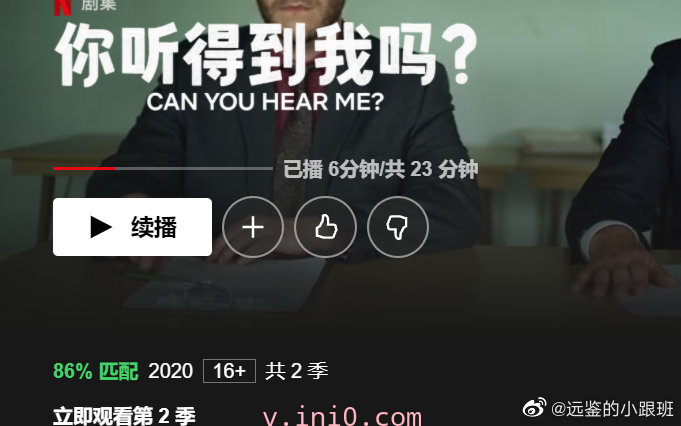 N 剧集
你听得到我吗?
CAN YOU HEAR ME?
已播 6分钟/共 23 分钟
续播
86% 匹配 2020 16+ 共 2 季
立即观看第 2 季
y.ini0.com
@远鉴的小跟班